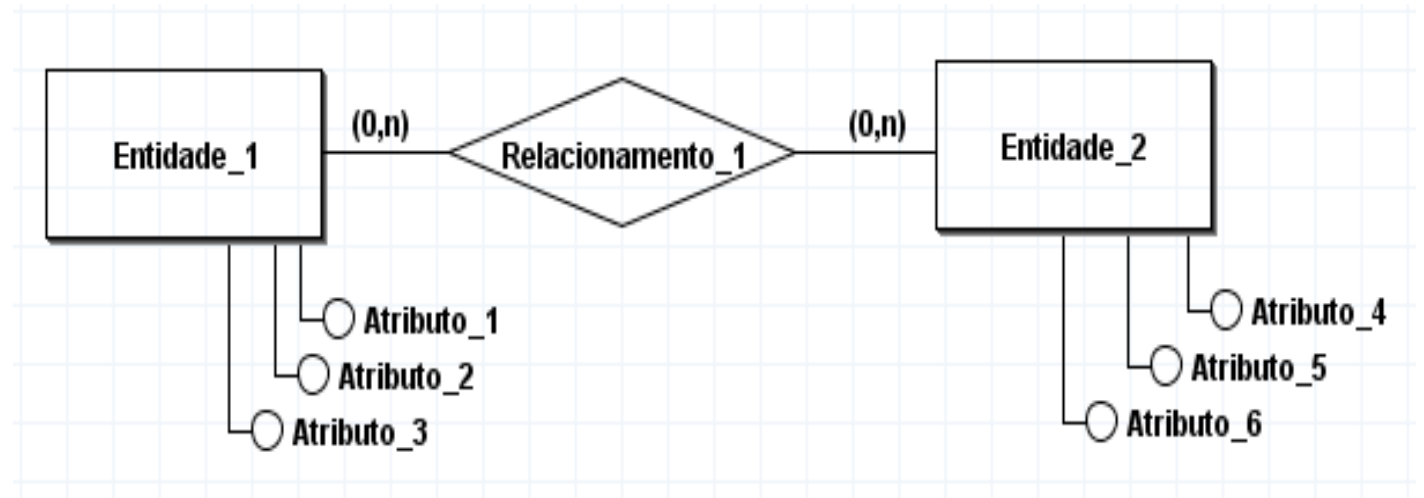 Entidade_1
(0,n)
Relacionamento_1
(0,n)
Entidade_2
Atributo_1
Atributo_2
Atributo_3
Atributo_4
Atributo_5
Atributo_6